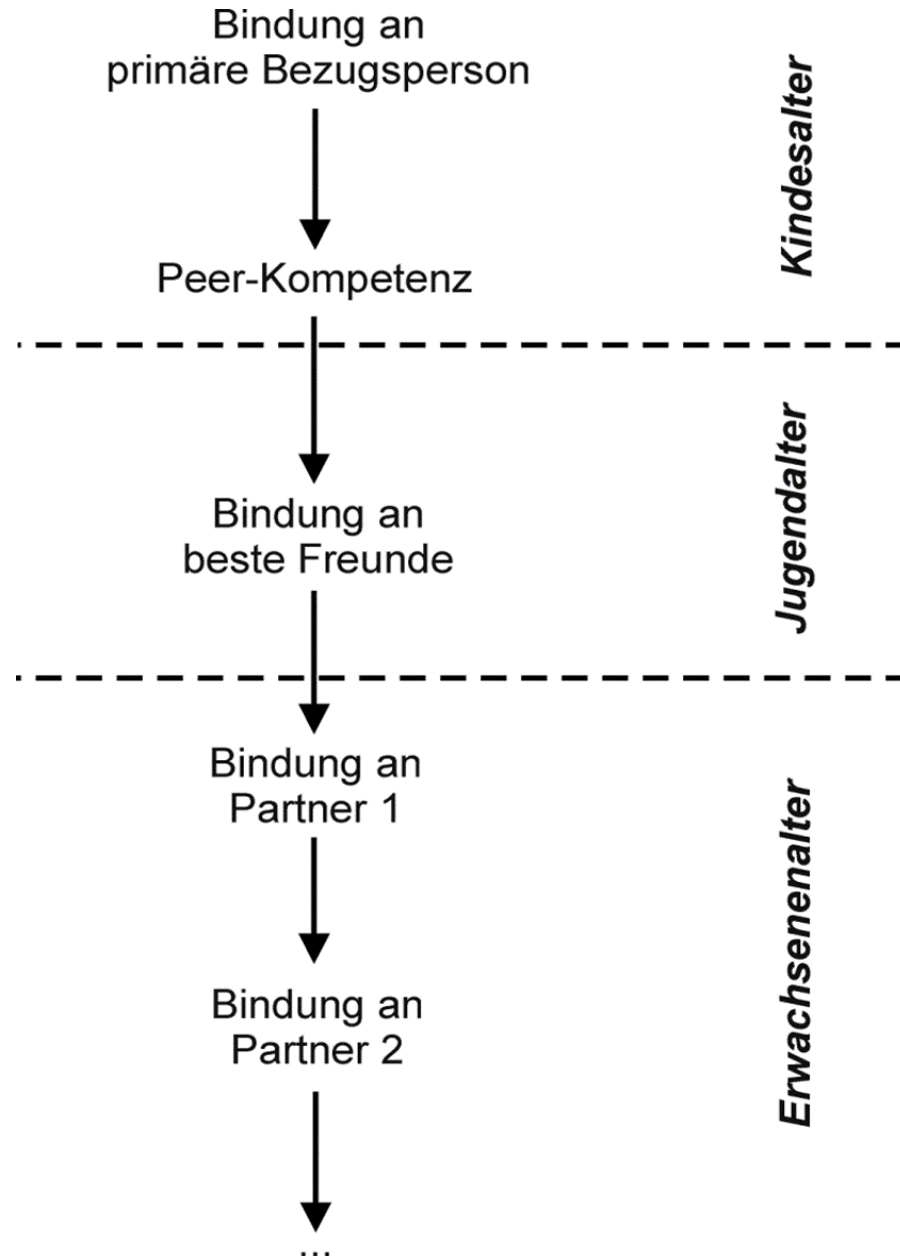 Bindung an
primäre Bezugsperson
Peer-Kompetenz
Kindesalter
Bindung an
beste Freunde
Jugendalter
Bindung an
Partner 1
Bindung an
Partner 2
...
Erwachsenenalter